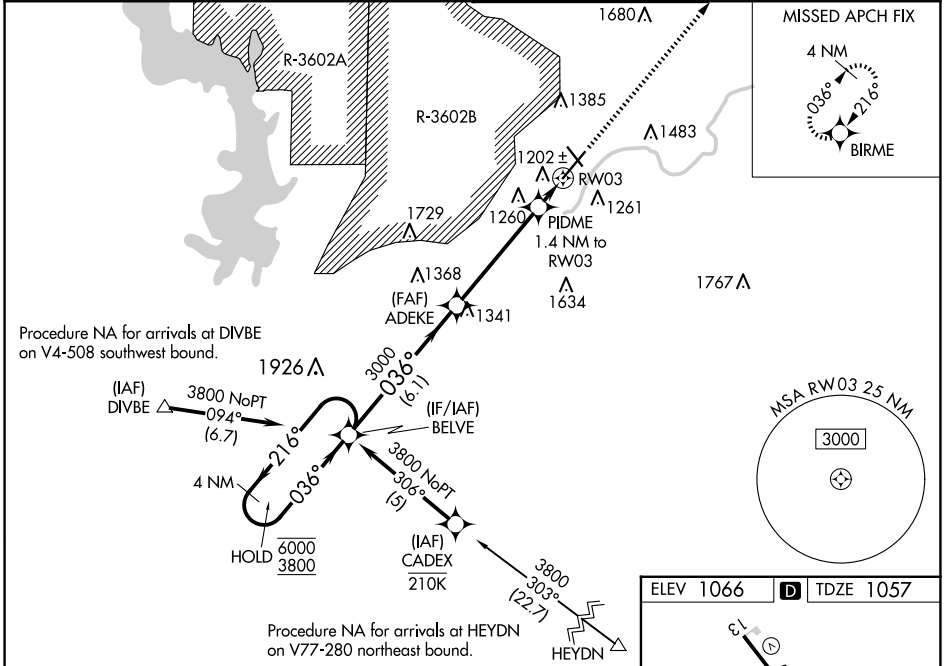 1680
MISSED APCH FIX
4 NM
036°
216°
BIRME
R-3602A
R-3602B
1385
1483
1202 ±
RW03
1260
1261
PIDME
1.4 NM to
RW03
1729
1368
1634
1767
(FAF)
ADEKE
1341
Procedure NA for arrivals at DIVBE
on V4-508 southwest bound.
1926
3000
036°
(6.1)
(IAF)
DIVBE
3800 NoPT
094°
(6.7)
(IF/IAF)
BELVE
MSA RW03 25 NM
3000
216°
036°
4 NM
3800 NoPT
306°
(5)
HOLD
6000
3800
(IAF)
CADEX
210K
3800
303°
(22.7)
HEYDN
Procedure NA for arrivals at HEYDN
on V77-280 northeast bound.
ELEV 1066
D
TDZE 1057
13
V